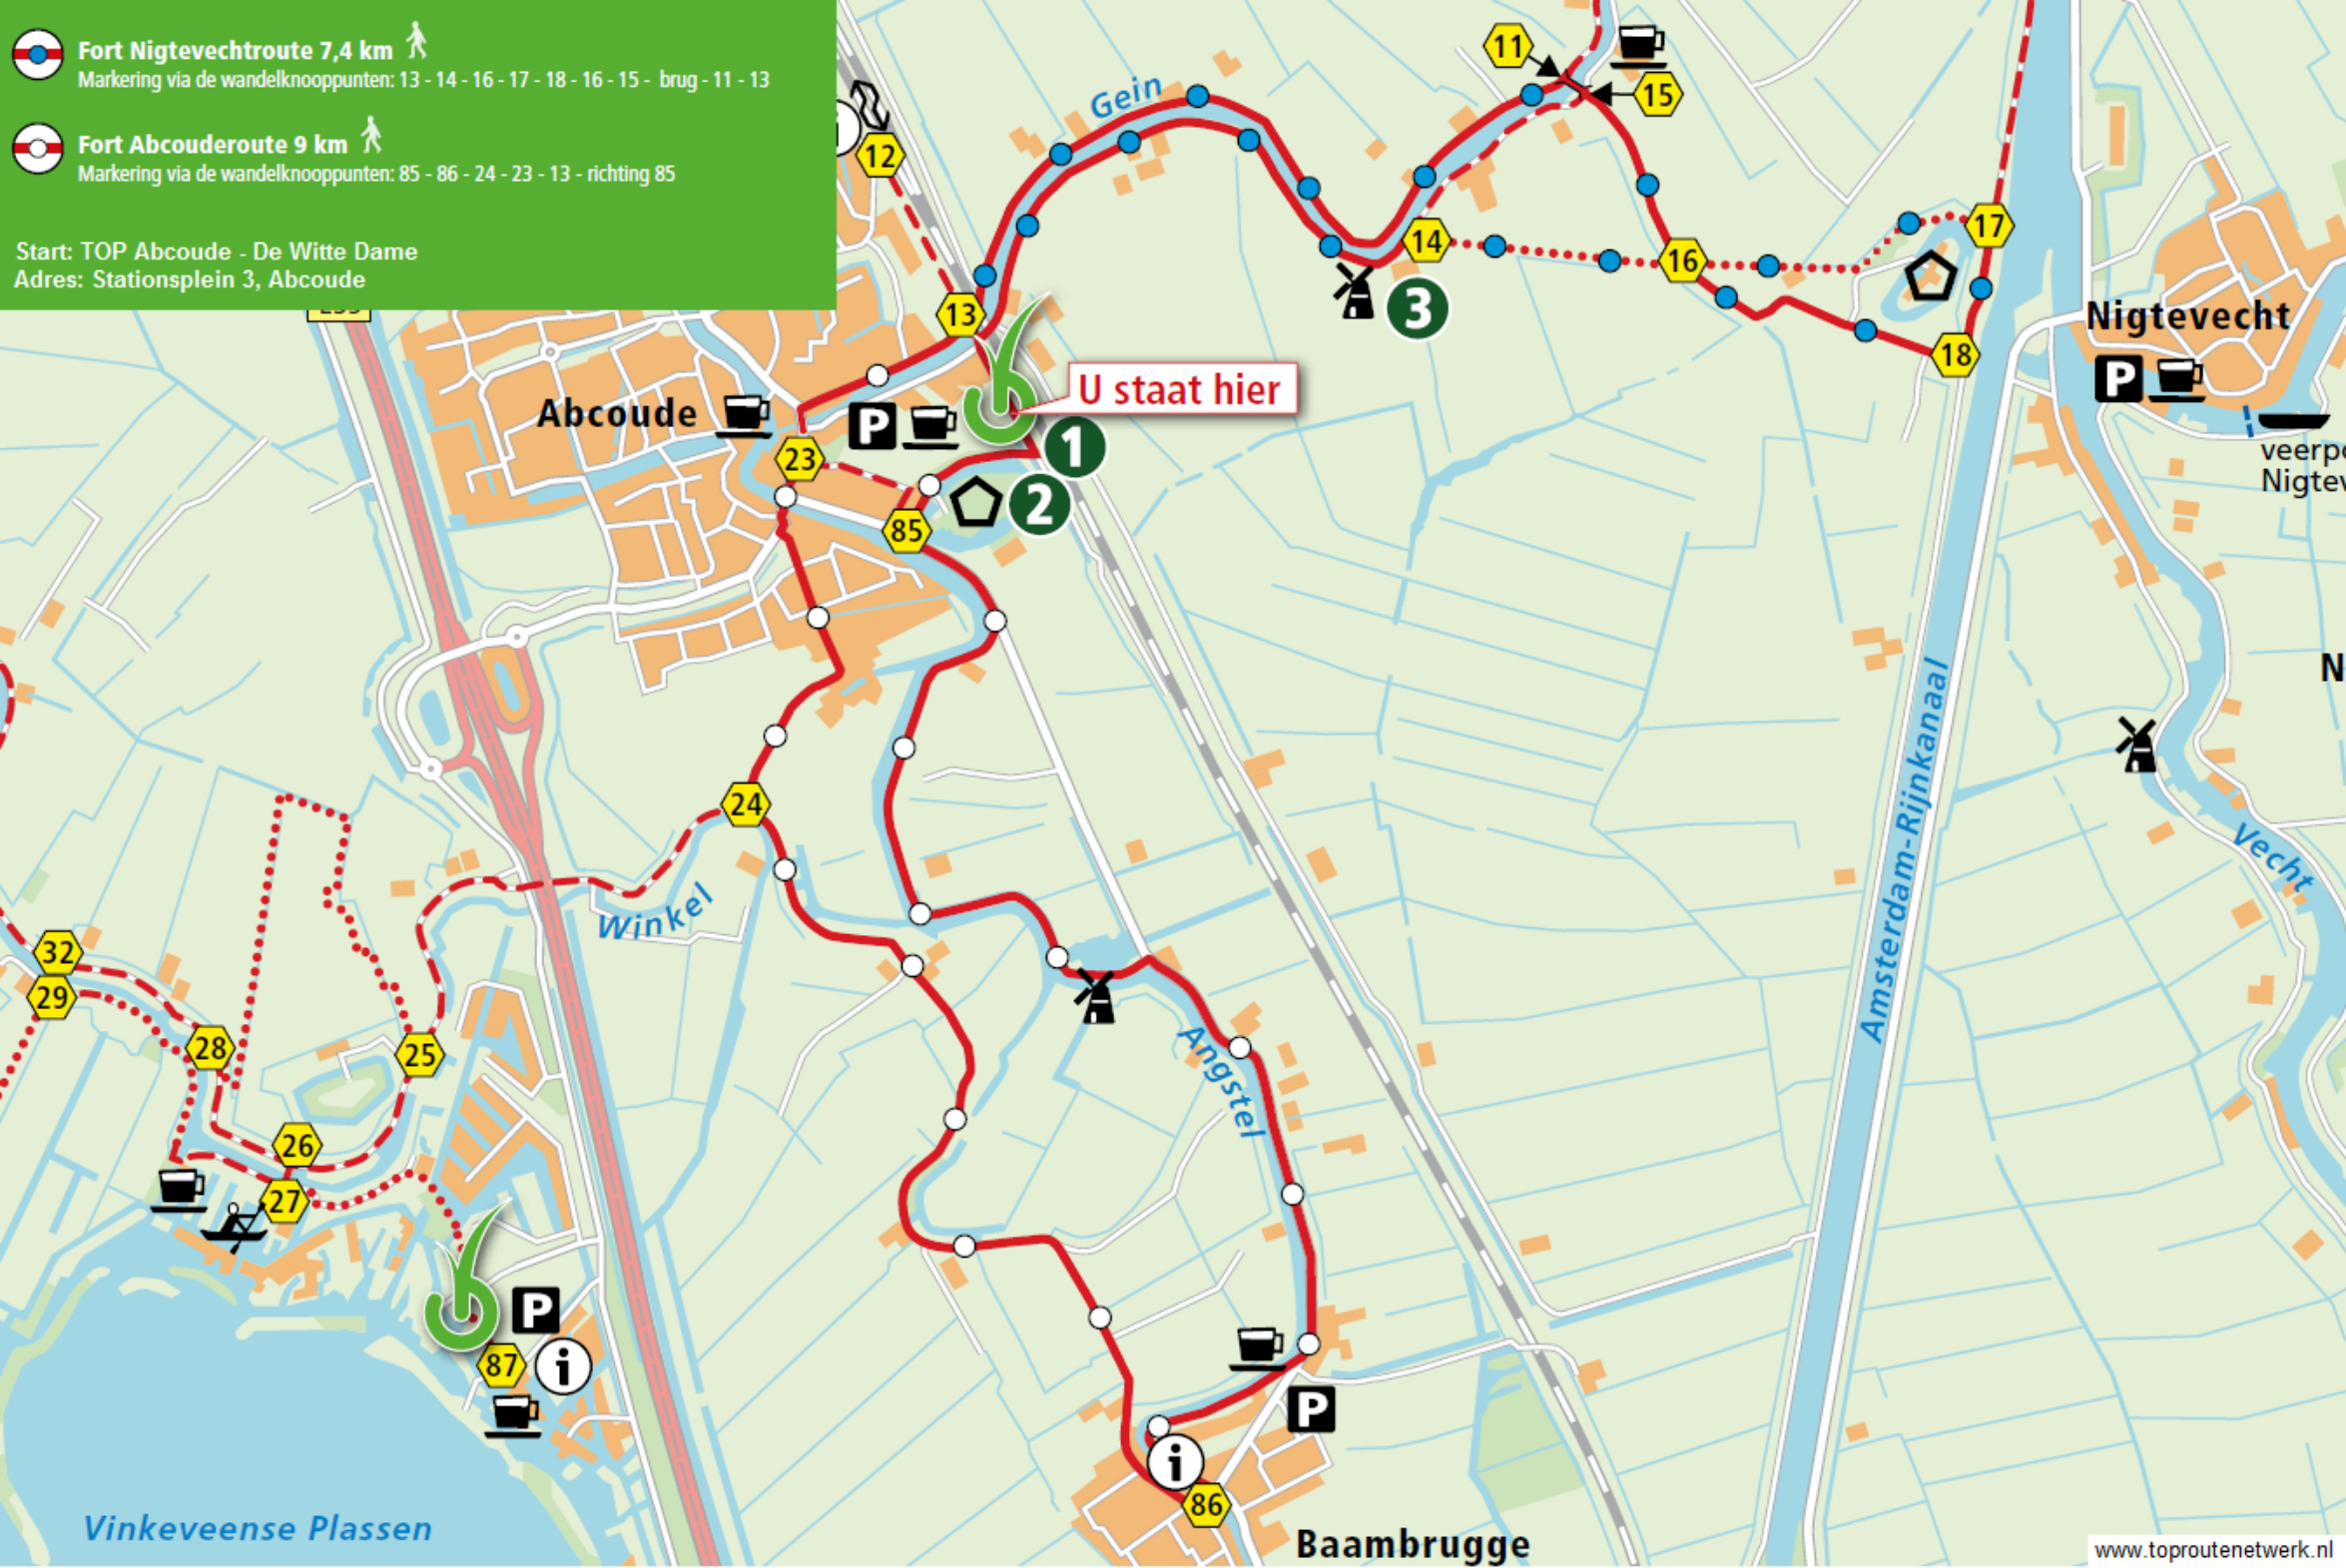 Fort Nigtevechtroute 7,4 km
Markering via de wandelknooppunten: 13 - 14 - 16 - 17 - 18 - 16 - 15 - brug - 11 - 13
Fort Abcouderoute 9 km
Markering via de wandelknooppunten: 85 - 86 - 24 - 23 - 13 - richting 85
Start: TOP Abcoude - De Witte Dame
Adres: Stationsplein 3, Abcoude
11
15
Gein
12
i
13
14
3
16
17
18
Nigtevecht
P
U staat hier
Abcoude
P
1
23
2
85
veerpo
Nigtev
N
24
Amsterdam-Rijnkanaal
Vecht
Winkel
32
29
28
25
Angstel
26
27
P
87
i
P
i
86
Vinkeveense Plassen
Baambrugge
www.toproutenetwerk.nl